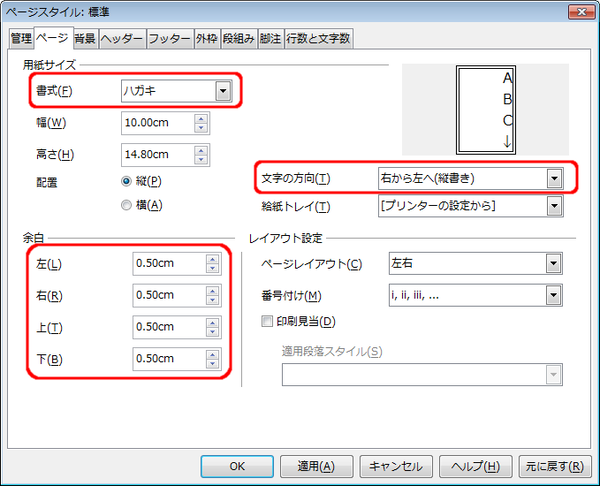 ページスタイル: 標準
管理 ページ 背景 ヘッダー フッター 外枠 段組み 脚注 行数と文字数
用紙サイズ
書式(F) ハガキ
幅(W) 10.00cm
高さ(H) 14.80cm
配置 縦(P)
横(A)
A
B
C
↓
文字の方向(T) 右から左へ(縦書き)
給紙トレイ(T) [プリンターの設定から]
余白
左(L) 0.50cm
右(R) 0.50cm
上(T) 0.50cm
下(B) 0.50cm
レイアウト設定
ページレイアウト(C) 左右
番号付け(M) i, ii, iii, ...
印刷見当(D)
適用段落スタイル(S)
OK 適用(A) キャンセル ヘルプ(H) 元に戻す(R)